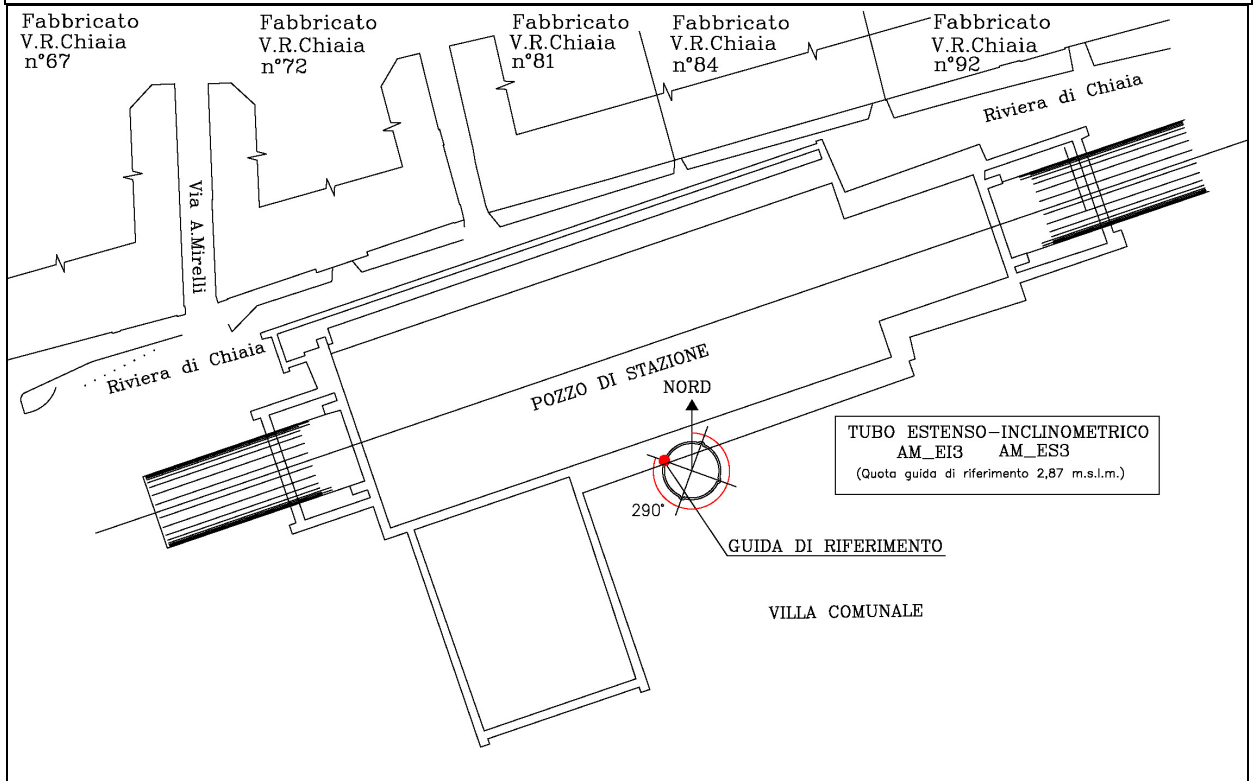 Fabbricato
V.R.Chiaia
n°67
Fabbricato
V.R.Chiaia
n°72
Fabbricato
V.R.Chiaia
n°81
Fabbricato
V.R.Chiaia
n°84
Fabbricato
V.R.Chiaia
n°92
Riviera di Chiaia
Via A.Mirelli
Riviera di Chiaia
POZZO DI STAZIONE
NORD
TUBO ESTENSO-INCLINOMETRICO
AM_EI3 AM_ES3
(Quota guida di riferimento 2,87 m.s.l.m.)
290°
GUIDA DI RIFERIMENTO
VILLA COMUNALE